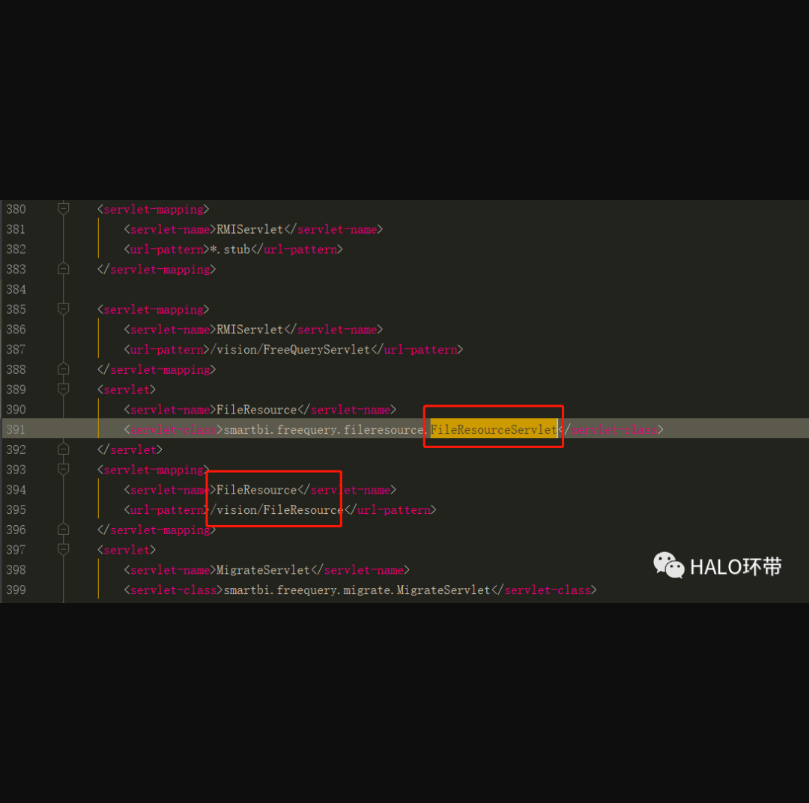 380 <servlet-mapping>
381 <servlet-name>RMIServlet</servlet-name>
382 <url-pattern>*.stub</url-pattern>
383 </servlet-mapping>
384
385 <servlet-mapping>
386 <servlet-name>RMIServlet</servlet-name>
387 <url-pattern>/vision/FreeQueryServlet</url-pattern>
388 </servlet-mapping>
389 <servlet>
390 <servlet-name>FileResource</servlet-name>
391 <servlet-class>smartbi.freequery.fileresource.FileResourceServlet</servlet-class>
392 </servlet>
393 <servlet-mapping>
394 <servlet-name>FileResource</servlet-name>
395 <url-pattern>/vision/FileResource</url-pattern>
396 </servlet-mapping>
397 <servlet>
398 <servlet-name>MigrateServlet</servlet-name>
399 <servlet-class>smartbi.freequery.migrate.MigrateServlet</servlet-class>
HALO环带